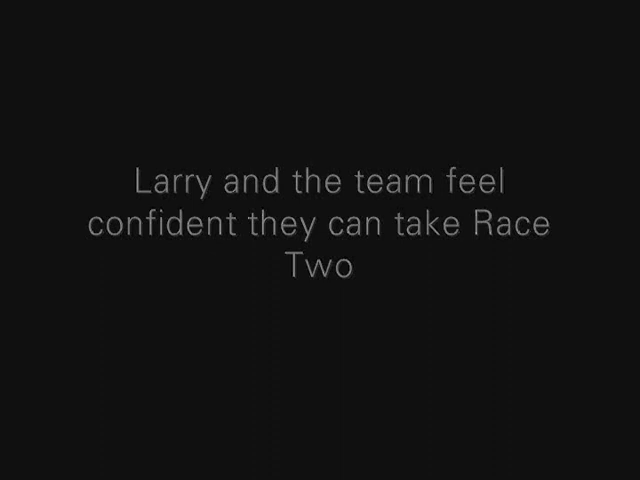 Larry and the team feel
confident they can take Race
Two